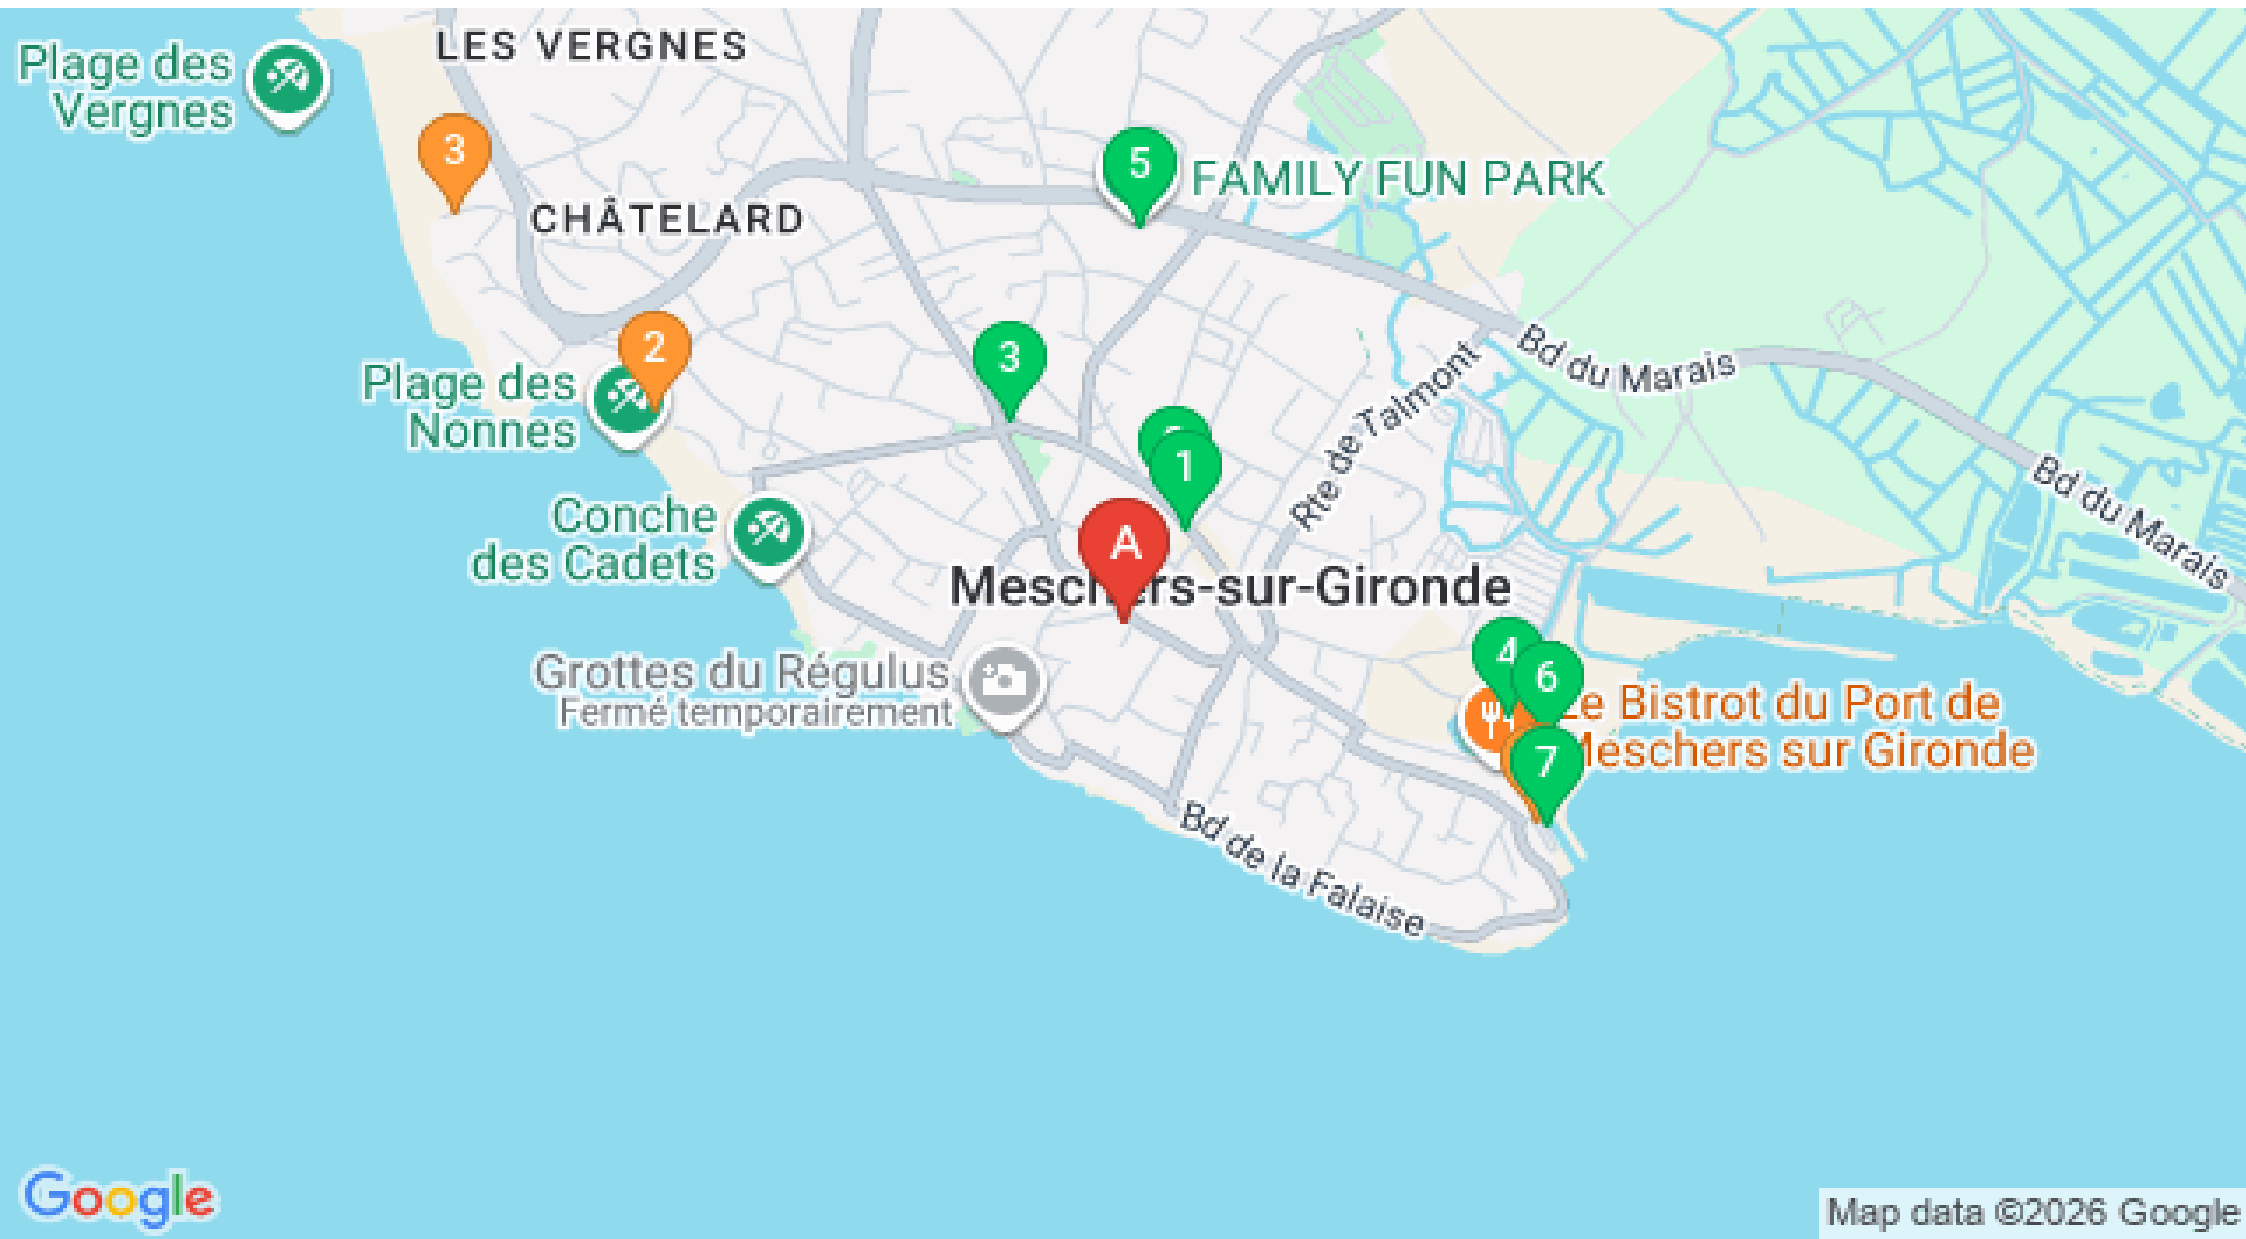 Plage des
Vergnes
LES VERGNES
3
CHÂTELARD
5
FAMILY FUN PARK
2
Plage des
Nonnes
3
1
Bd du Marais
Rte de Talmont
Bd du Marais
Conche
des Cadets
A
Meschers-sur-Gironde
Grottes du Régulus
Fermé temporairement
4
6
7
Le Bistrot du Port de
Meschers sur Gironde
Bd de la Falaise
Google
Map data ©2026 Google